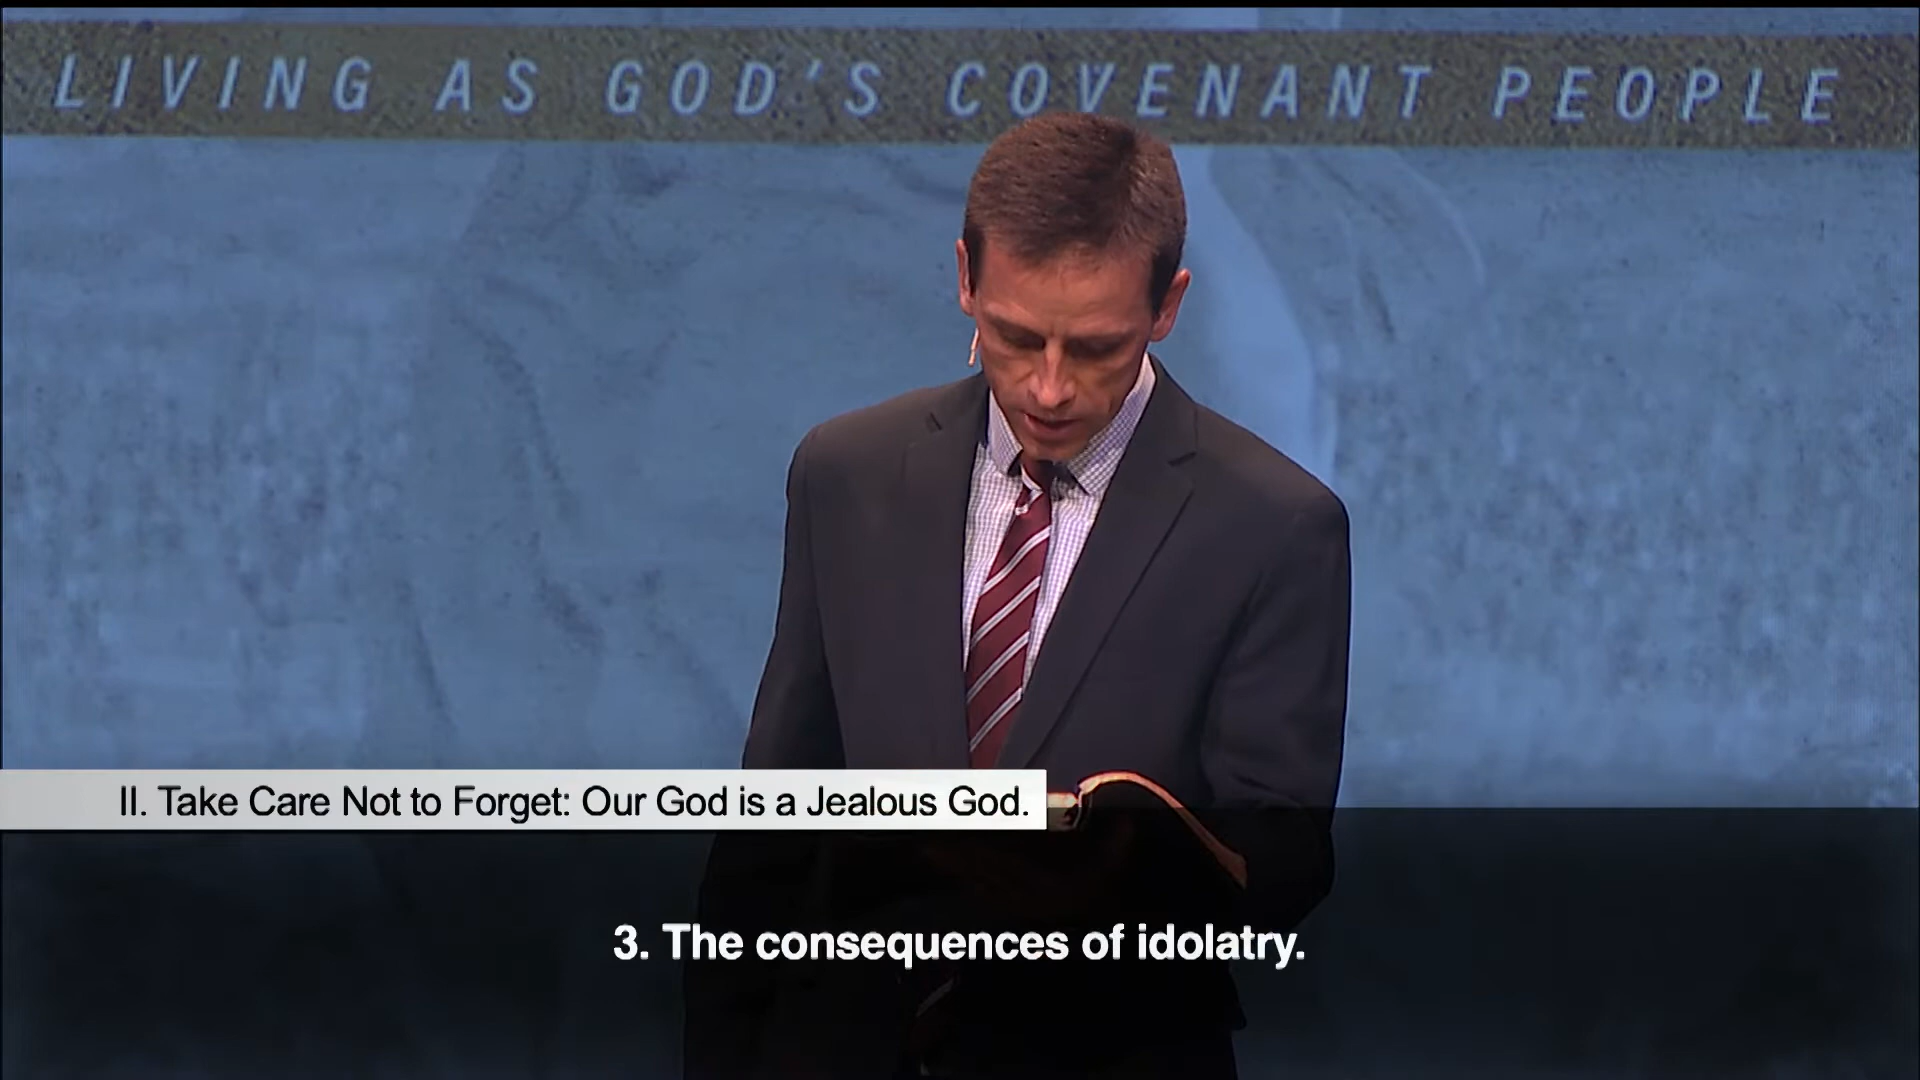 LIVING AS GOD'S COVENANT PEOPLE
II. Take Care Not to Forget: Our God is a Jealous God.
3. The consequences of idolatry.